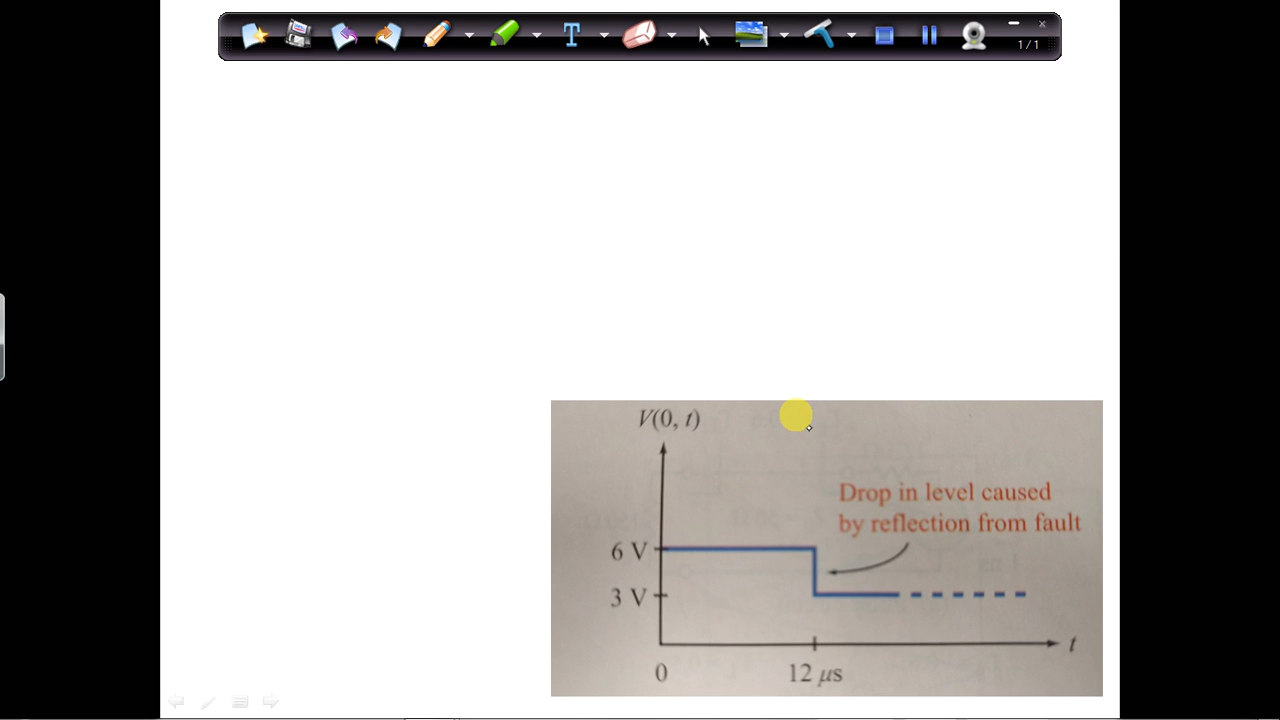 T
1/1
V(0, t)
Drop in level caused
by reflection from fault
6 V
3 V
t
0
12 μs